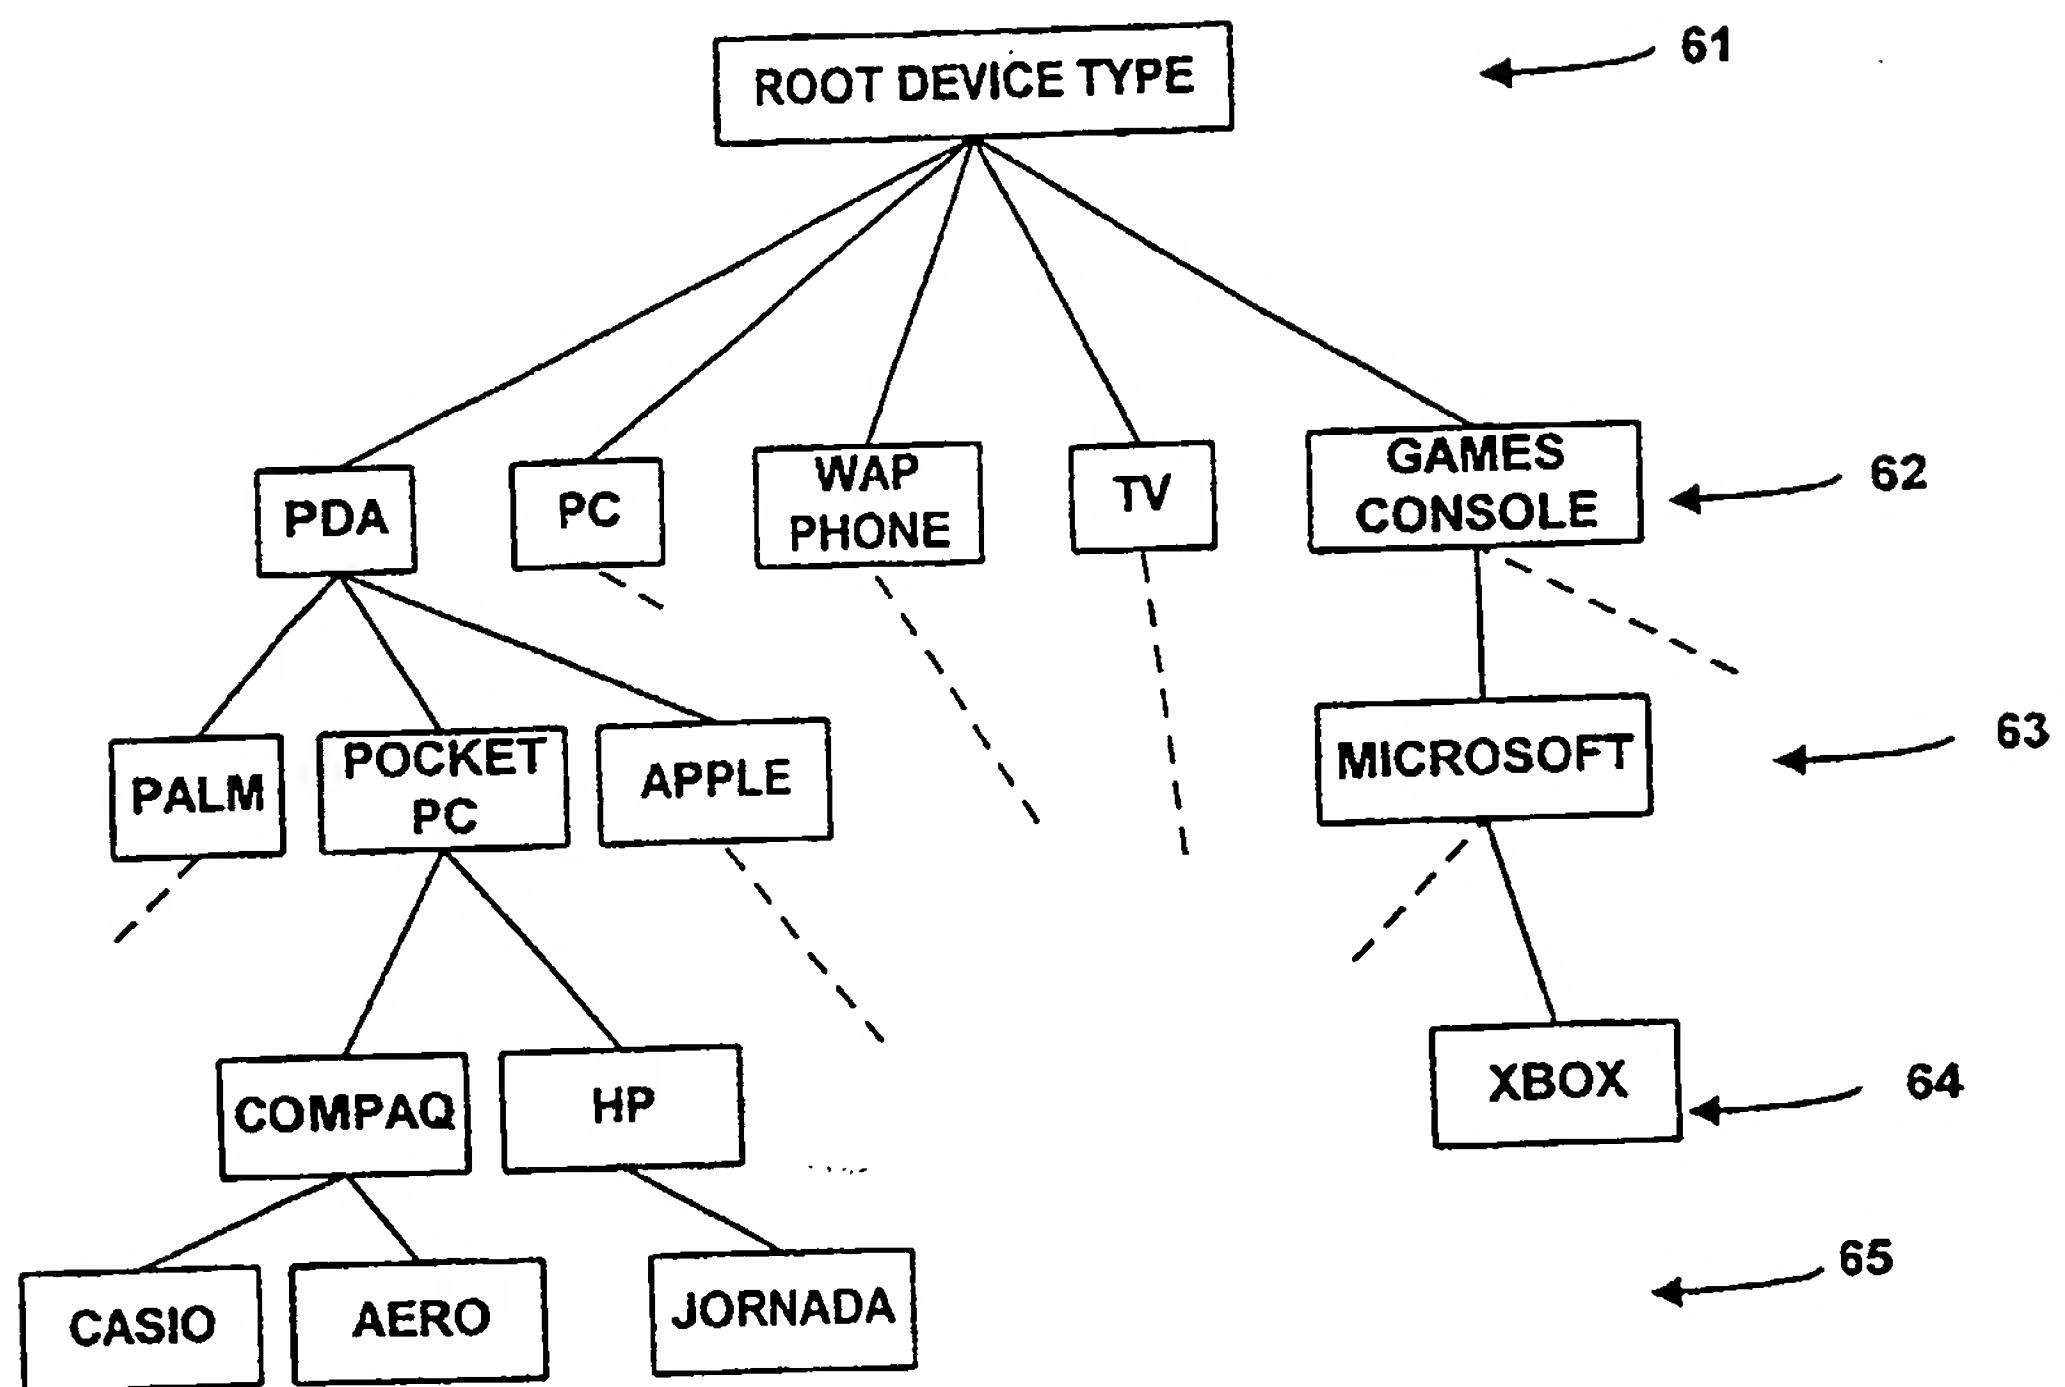 ROOT DEVICE TYPE
61
PDA
PC
WAP
PHONE
TV
GAMES
CONSOLE
62
PALM
POCKET
PC
APPLE
MICROSOFT
63
COMPAQ
HP
XBOX
64
CASIO
AERO
JORNADA
65